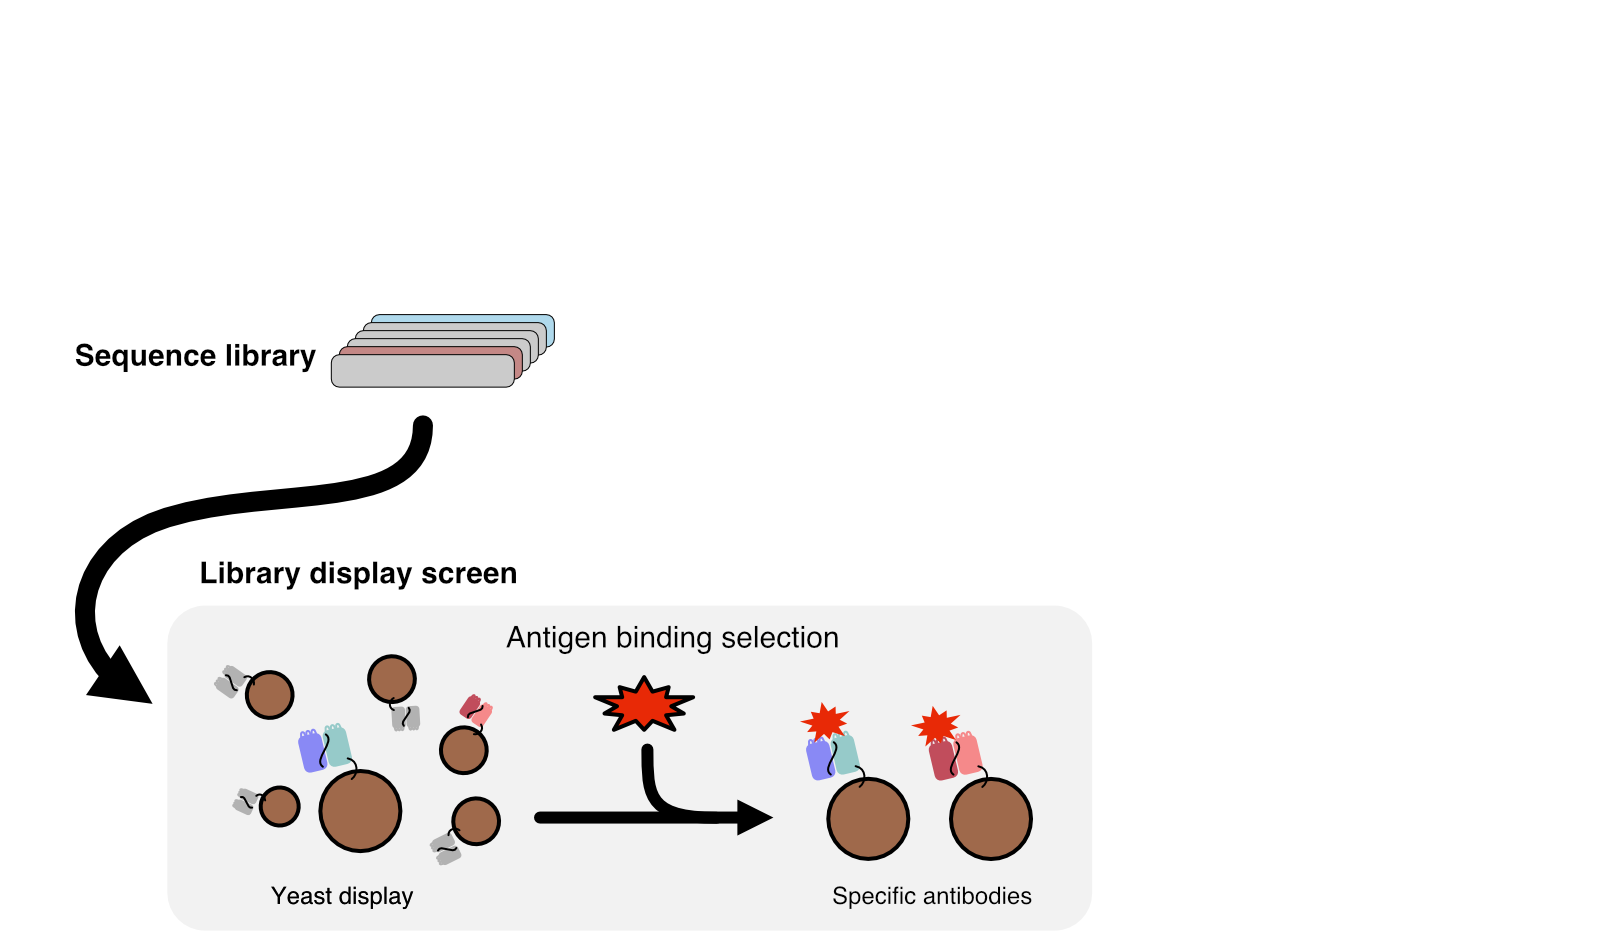 Sequence library
Library display screen
Antigen binding selection
Yeast display
Specific antibodies